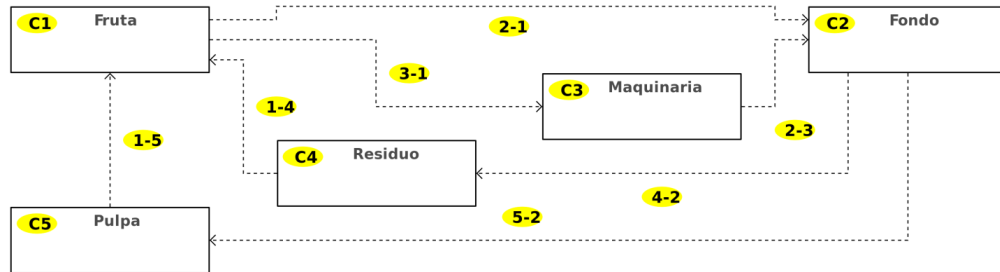 C1 Fruta
2-1
C2 Fondo
3-1
C3 Maquinaria
1-4
2-3
1-5
C4 Residuo
4-2
C5 Pulpa
5-2